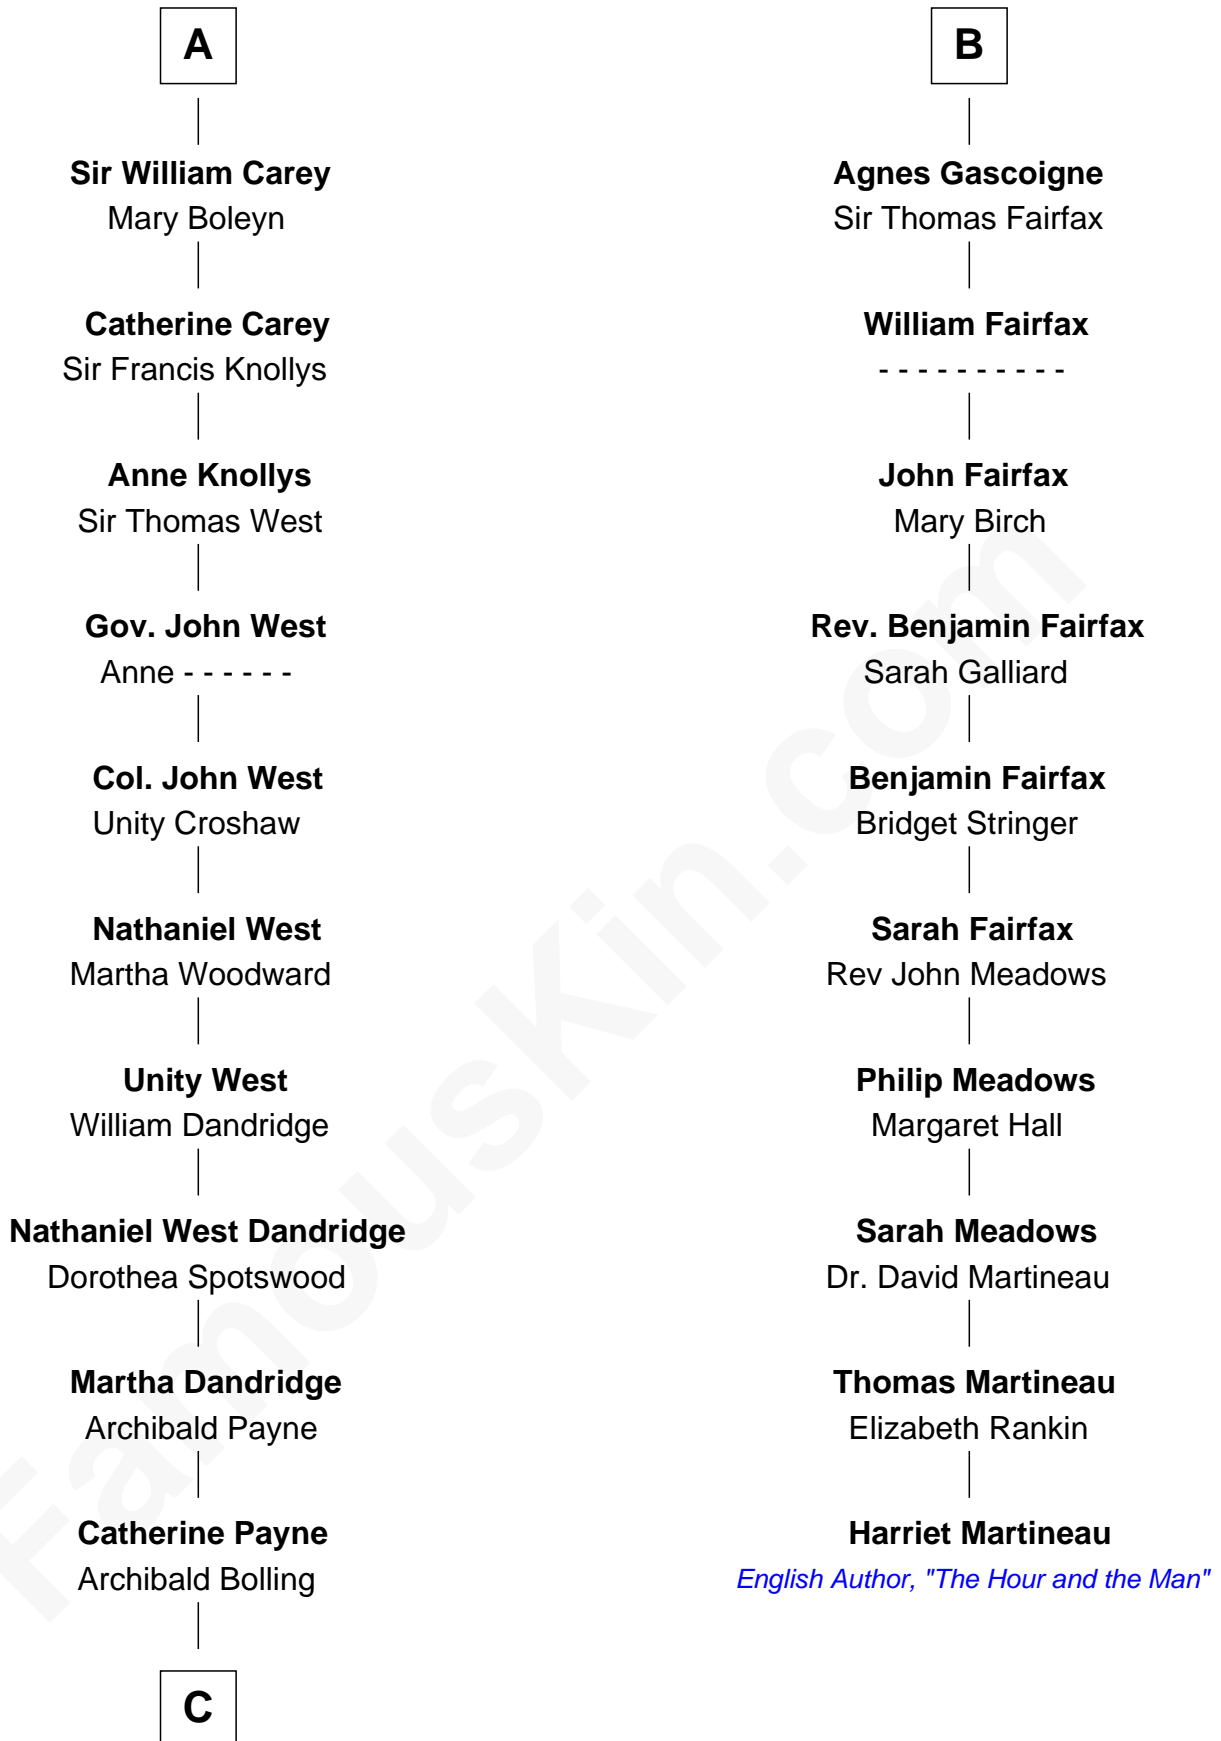 A
Sir William Carey
Mary Boleyn
Catherine Carey
Sir Francis Knollys
Anne Knollys
Sir Thomas West
Gov. John West
Anne - - - - - -
Col. John West
Unity Croshaw
Nathaniel West
Martha Woodward
Unity West
William Dandridge
Nathaniel West Dandridge
Dorothea Spotswood
Martha Dandridge
Archibald Payne
Catherine Payne
Archibald Bolling
C
B
Agnes Gascoigne
Sir Thomas Fairfax
William Fairfax
- - - - - - - - - -
John Fairfax
Mary Birch
Rev. Benjamin Fairfax
Sarah Galliard
Benjamin Fairfax
Bridget Stringer
Sarah Fairfax
Rev John Meadows
Philip Meadows
Margaret Hall
Sarah Meadows
Dr. David Martineau
Thomas Martineau
Elizabeth Rankin
Harriet Martineau
English Author, "The Hour and the Man"
FamousKin.com